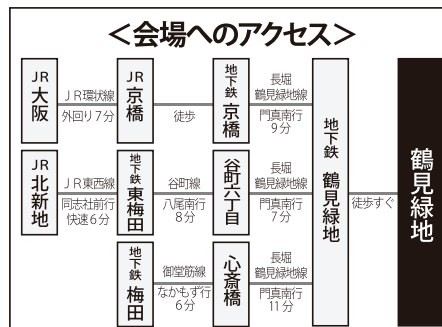 ＜会場へのアクセス＞
JR大阪
JR環状線
外回り7分
JR京橋
徒歩
地下鉄京橋
長堀
鶴見緑地線
門真南行
9分
JR北新地
JR東西線
同志社前行
快速6分
地下鉄東梅田
谷町線
八尾南行
8分
谷町六丁目
長堀
鶴見緑地線
門真南行
7分
地下鉄梅田
御堂筋線
なかもず行
6分
心斎橋
長堀
鶴見緑地線
門真南行
11分
地下鉄 鶴見緑地
徒歩すぐ
鶴見緑地